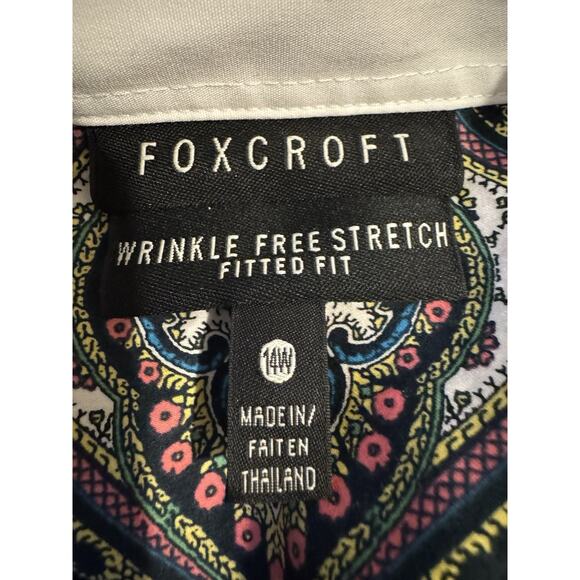 FOXCROFT
WRINKLE FREE STRETCH
FITTED FIT
14W
MADE IN/
FAIT EN
THAILAND